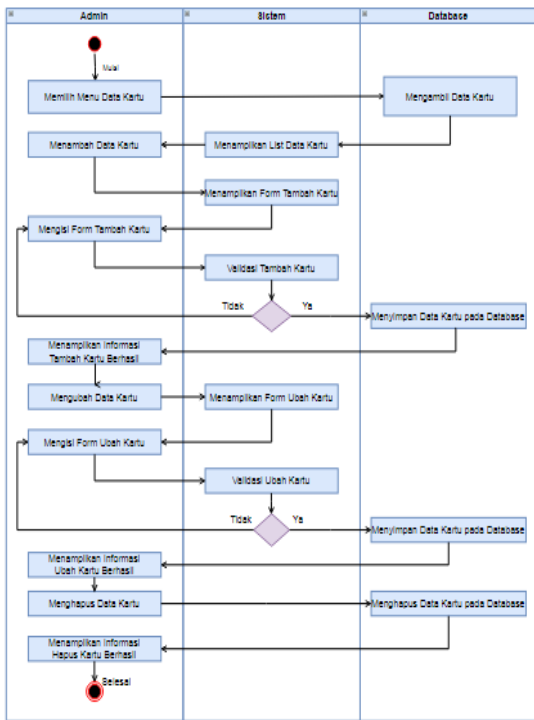 Admin
Sistem
Database
Mulai
Memilih Menu Data Kartu
Mengambil Data Kartu
Menambah Data Kartu
Menampilkan List Data Kartu
Menampilkan Form Tambah Kartu
Mengisi Form Tambah Kartu
Validasi Tambah Kartu
Tidak
Ya
Menyimpan Data Kartu pada Database
Menampilkan Informasi
Tambah Kartu Berhasil
Mengubah Data Kartu
Menampilkan Form Ubah Kartu
Mengisi Form Ubah Kartu
Validasi Ubah Kartu
Tidak
Ya
Menyimpan Data Kartu pada Database
Menampilkan Informasi
Ubah Kartu Berhasil
Menghapus Data Kartu
Menghapus Data Kartu pada Database
Menampilkan Informasi
Hapus Kartu Berhasil
Selesai